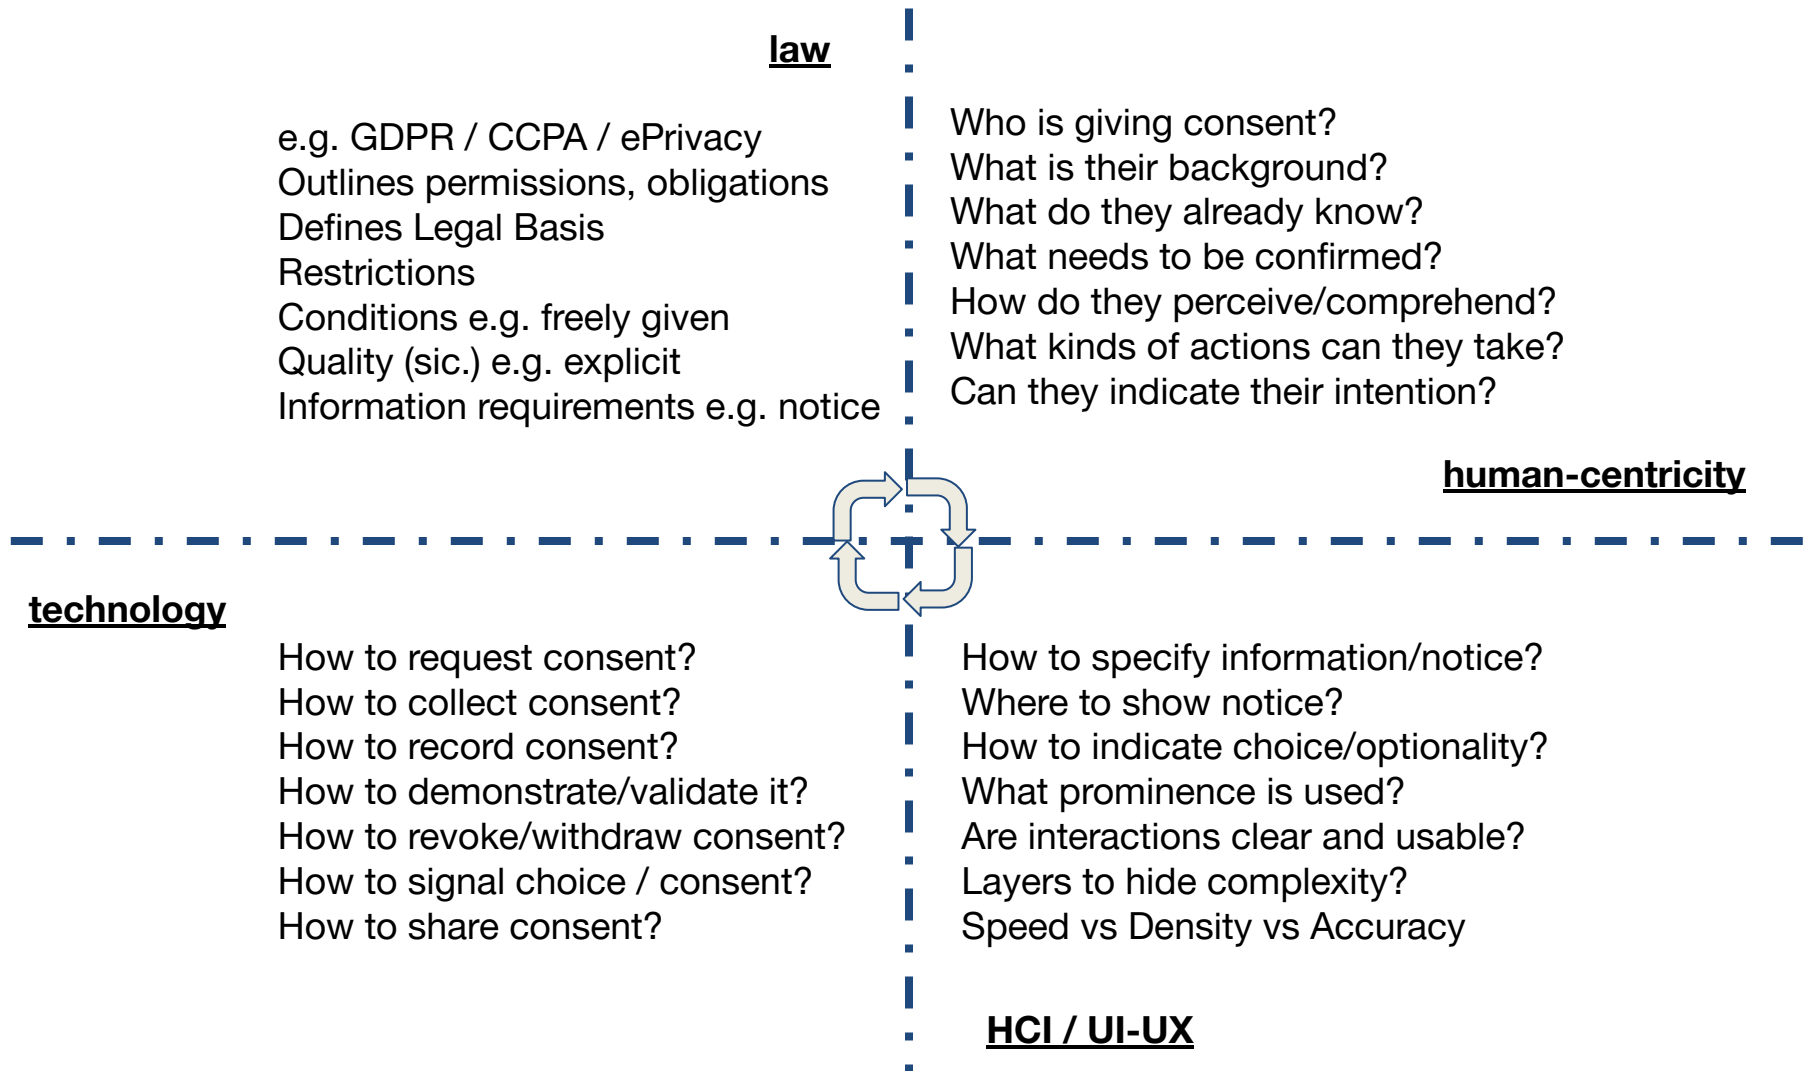 law
e.g. GDPR / CCPA / ePrivacy
Outlines permissions, obligations
Defines Legal Basis
Restrictions
Conditions e.g. freely given
Quality (sic.) e.g. explicit
Information requirements e.g. notice
Who is giving consent?
What is their background?
What do they already know?
What needs to be confirmed?
How do they perceive/comprehend?
What kinds of actions can they take?
Can they indicate their intention?
human-centricity
technology
How to request consent?
How to collect consent?
How to record consent?
How to demonstrate/validate it?
How to revoke/withdraw consent?
How to signal choice / consent?
How to share consent?
How to specify information/notice?
Where to show notice?
How to indicate choice/optionality?
What prominence is used?
Are interactions clear and usable?
Layers to hide complexity?
Speed vs Density vs Accuracy
HCI / UI-UX